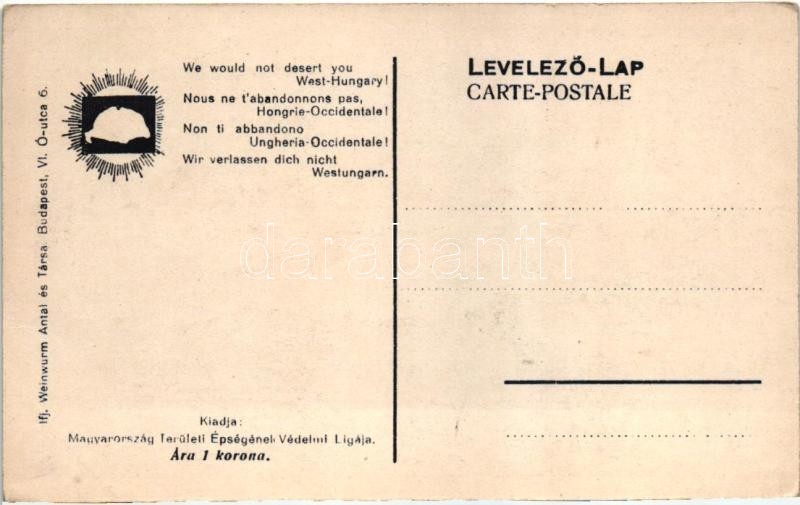 We would not desert you
West-Hungary!
Nous ne t'abandonnons pas,
Hongrie-Occidentale!
Non ti abbandono
Ungheria-Occidentale!
Wir verlassen dich nicht
Westungarn.
Ifj. Weinwurm Antal és Társa Budapest, VI. Ó-utca 6.
Kiadja:
Magyarország Területi Épségének Védelmi Ligája.
Ára 1 korona.
LEVELEZŐ-LAP
CARTE-POSTALE
darabanth